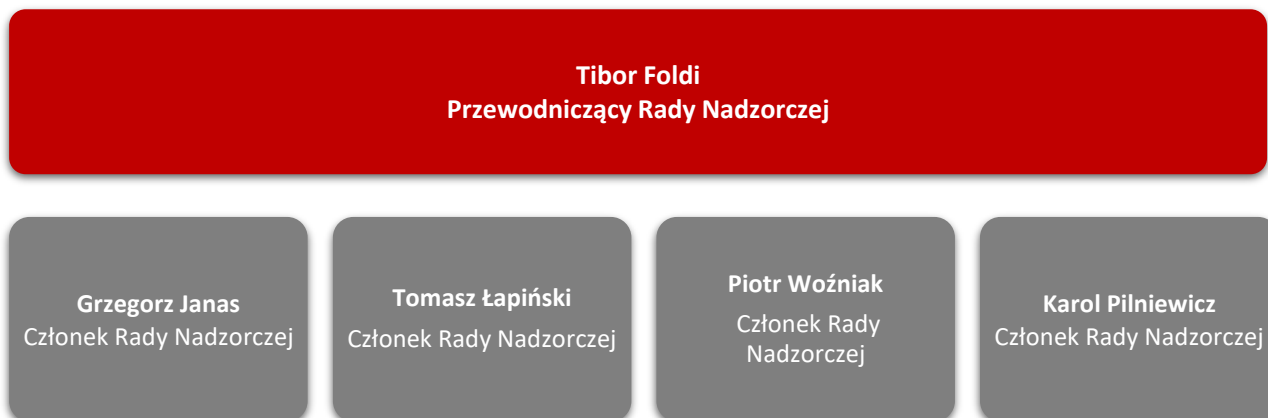 Tibor Foldi
Przewodniczący Rady Nadzorczej
Grzegorz Janas
Członek Rady Nadzorczej
Tomasz Łapiński
Członek Rady Nadzorczej
Piotr Woźniak
Członek Rady
Nadzorczej
Karol Pilniewicz
Członek Rady Nadzorczej